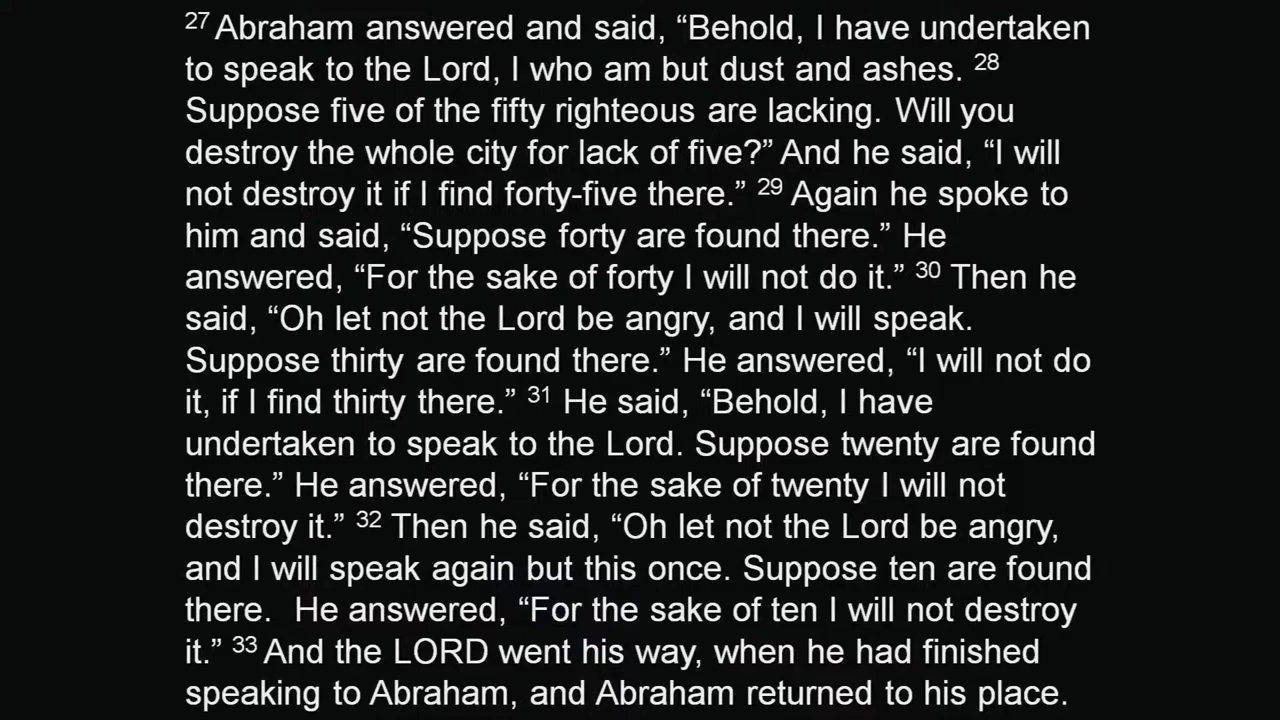 27 Abraham answered and said, “Behold, I have undertaken
to speak to the Lord, I who am but dust and ashes. 28
Suppose five of the fifty righteous are lacking. Will you
destroy the whole city for lack of five?” And he said, “I will
not destroy it if I find forty-five there.” 29 Again he spoke to
him and said, “Suppose forty are found there.” He
answered, “For the sake of forty I will not do it.” 30 Then he
said, “Oh let not the Lord be angry, and I will speak.
Suppose thirty are found there.” He answered, “I will not do
it, if I find thirty there.” 31 He said, “Behold, I have
undertaken to speak to the Lord. Suppose twenty are found
there.” He answered, “For the sake of twenty I will not
destroy it.” 32 Then he said, “Oh let not the Lord be angry,
and I will speak again but this once. Suppose ten are found
there.  He answered, “For the sake of ten I will not destroy
it.” 33 And the LORD went his way, when he had finished
speaking to Abraham, and Abraham returned to his place.